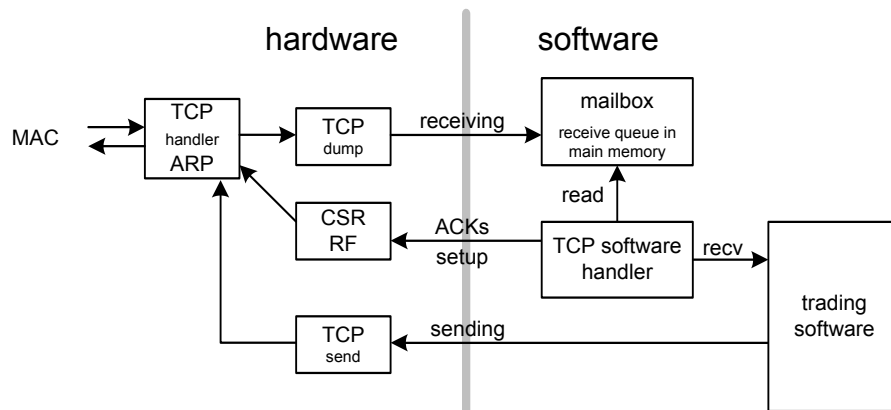 hardware
software
MAC
TCP
handler
ARP
TCP
dump
receiving
mailbox
receive queue in
main memory
read
CSR
RF
ACKs
setup
TCP software
handler
recv
trading
software
TCP
send
sending